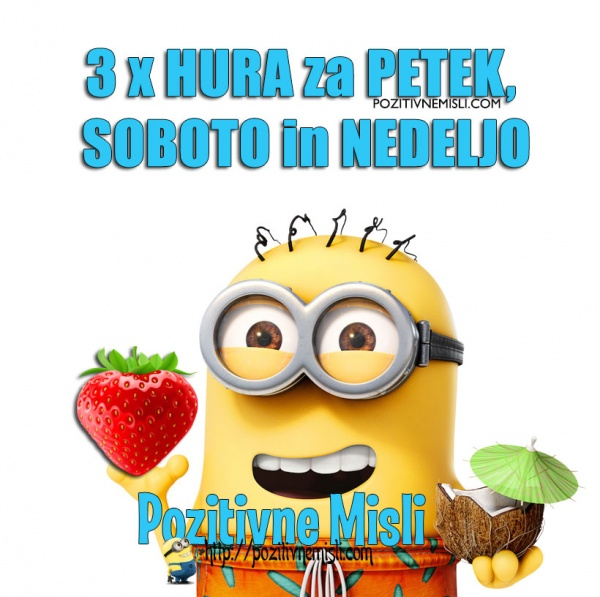 3 x HURA za PETEK,
POZITIVNEMISLI.COM
SOBOTO in NEDELJO
Pozitivne Misli
http://pozitivnemisli.com